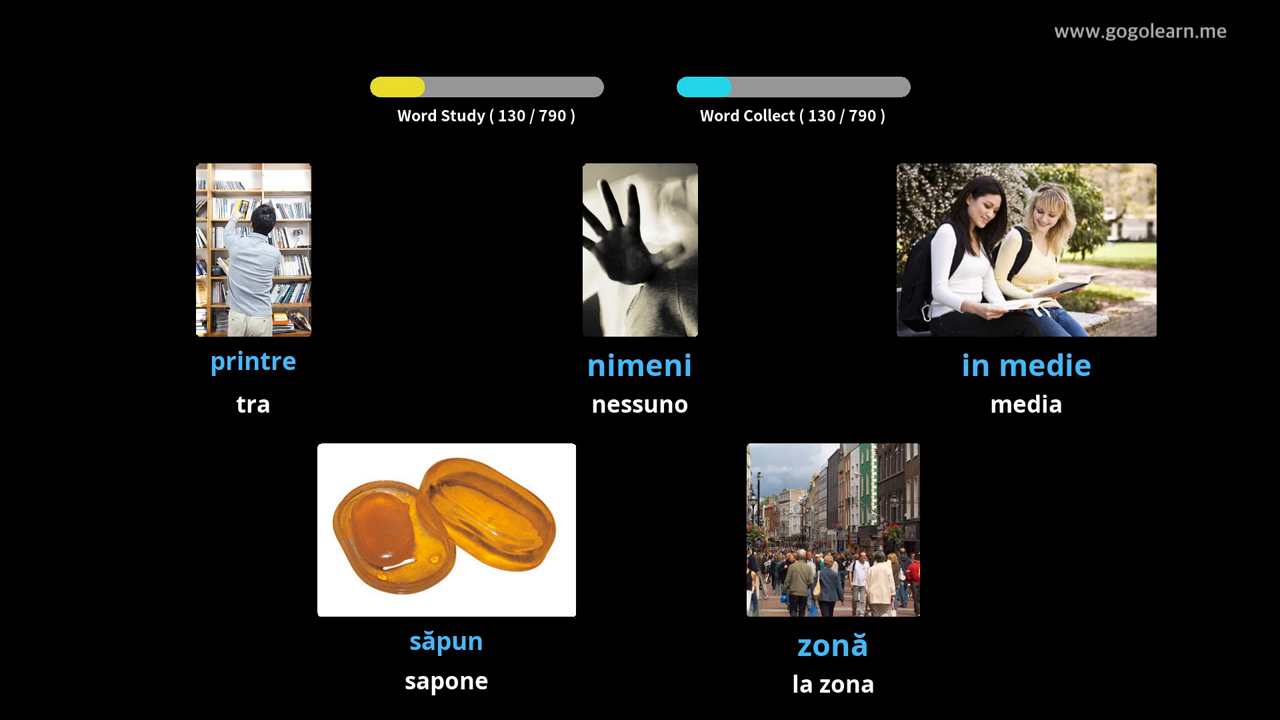 www.gogolearn.me
Word Study ( 130 / 790 )
Word Collect ( 130 / 790 )
printre
tra
nimeni
nessuno
in medie
media
săpun
sapone
zonă
la zona